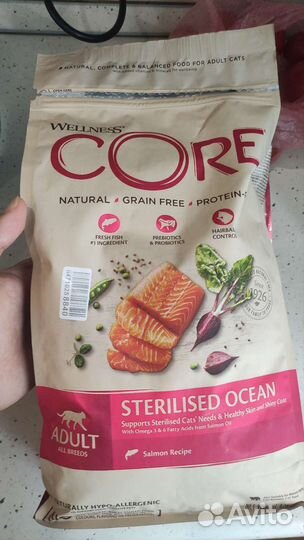 NATURAL, COMPLETE & BALANCED FOOD FOR ADULT CATS
WELLNESS
CORE
NATURAL GRAIN FREE PROTEIN-
FRESH FISH
#1 INGREDIENT
PREBIOTICS
& PROBIOTICS
HAIRBALL
CONTROL
STERILISED OCEAN
Supports Sterilised Cats' Needs & Healthy Skin and Shiny Coat
With Omega 3 & 6 Fatty Acids from Salmon Oil
ADULT
ALL BREEDS
Salmon Recipe
NATURALLY HYPO-ALLERGENIC
Avito